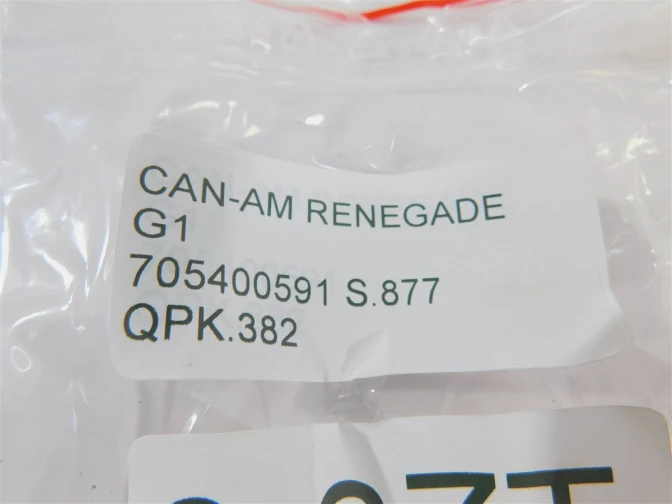 CAN-AM RENEGADE
G1
705400591 S.877
QPK.382